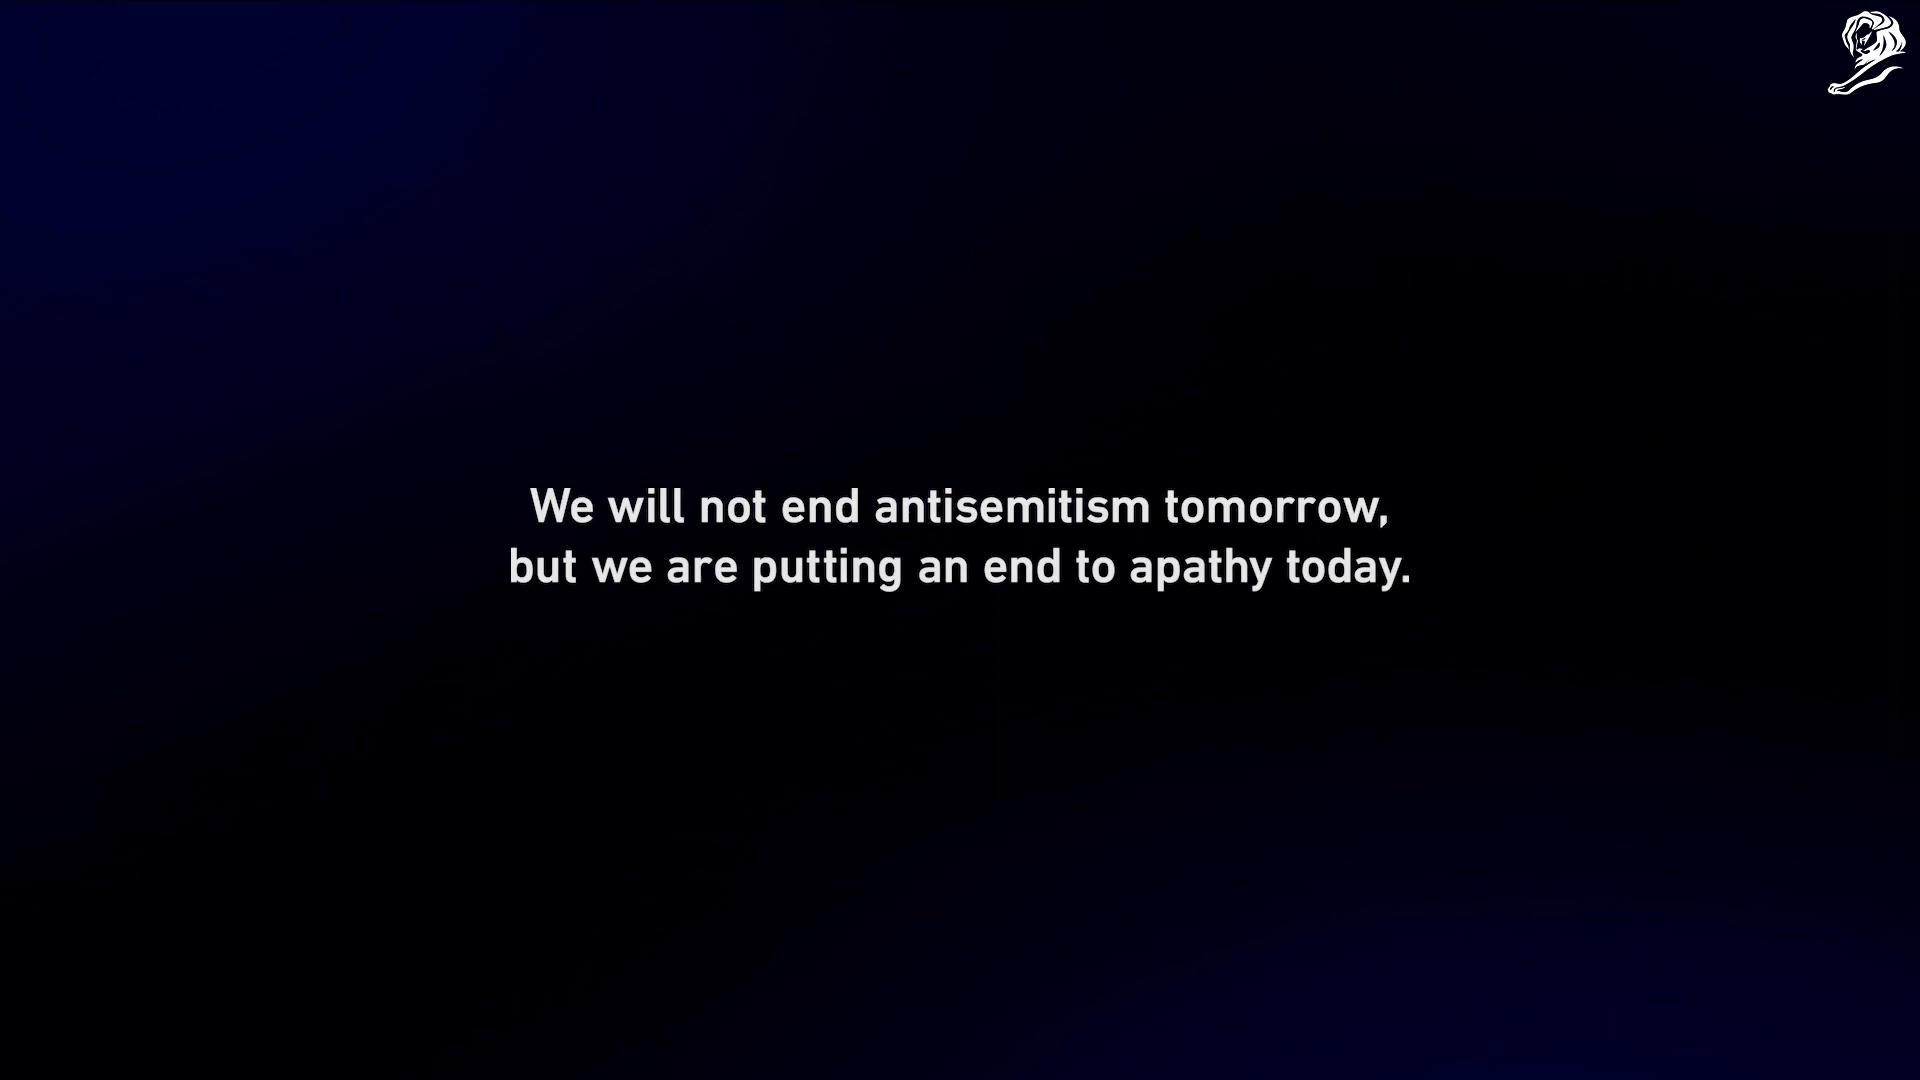 We will not end antisemitism tomorrow,
but we are putting an end to apathy today.